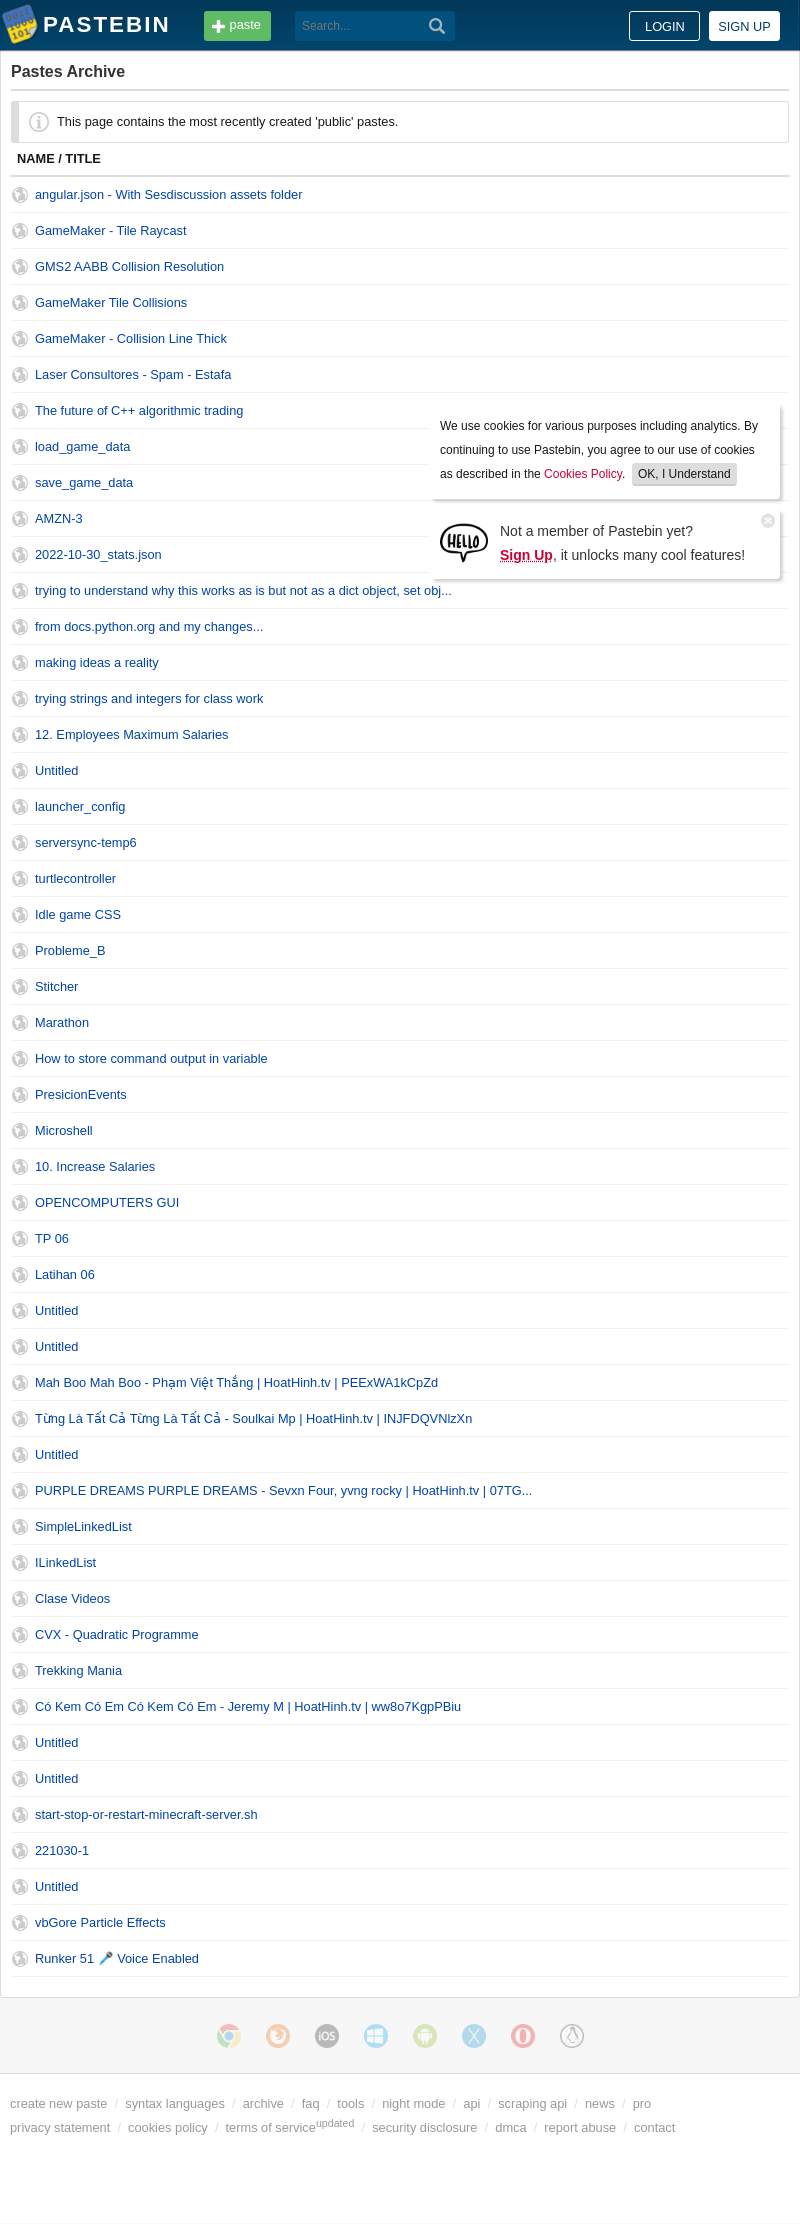 PASTEBIN
paste
Search...
LOGIN
SIGN UP
Pastes Archive
This page contains the most recently created 'public' pastes.
NAME / TITLE
angular.json - With Sesdiscussion assets folder
GameMaker - Tile Raycast
GMS2 AABB Collision Resolution
GameMaker Tile Collisions
GameMaker - Collision Line Thick
Laser Consultores - Spam - Estafa
The future of C++ algorithmic trading
load_game_data
save_game_data
AMZN-3
2022-10-30_stats.json
We use cookies for various purposes including analytics. By
continuing to use Pastebin, you agree to our use of cookies
as described in the Cookies Policy. OK, I Understand
HELLO
Not a member of Pastebin yet?
Sign Up, it unlocks many cool features!
trying to understand why this works as is but not as a dict object, set obj...
from docs.python.org and my changes...
making ideas a reality
trying strings and integers for class work
12. Employees Maximum Salaries
Untitled
launcher_config
serversync-temp6
turtlecontroller
Idle game CSS
Probleme_B
Stitcher
Marathon
How to store command output in variable
PresicionEvents
Microshell
10. Increase Salaries
OPENCOMPUTERS GUI
TP 06
Latihan 06
Untitled
Untitled
Mah Boo Mah Boo - Phạm Việt Thắng | HoatHinh.tv | PEExWA1kCpZd
Từng Là Tất Cả Từng Là Tất Cả - Soulkai Mp | HoatHinh.tv | INJFDQVNlzXn
Untitled
PURPLE DREAMS PURPLE DREAMS - Sevxn Four, yvng rocky | HoatHinh.tv | 07TG...
SimpleLinkedList
ILinkedList
Clase Videos
CVX - Quadratic Programme
Trekking Mania
Có Kem Có Em Có Kem Có Em - Jeremy M | HoatHinh.tv | ww8o7KgpPBiu
Untitled
Untitled
start-stop-or-restart-minecraft-server.sh
221030-1
Untitled
vbGore Particle Effects
Runker 51 🎤 Voice Enabled
iOS
create new paste / syntax languages / archive / faq / tools / night mode / api / scraping api / news / pro
privacy statement / cookies policy / terms of service updated / security disclosure / dmca / report abuse / contact